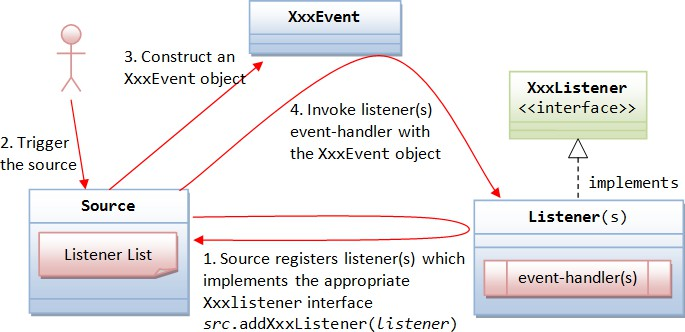 XxxEvent
3. Construct an
XxxEvent object
XxxListener
<<interface>>
4. Invoke listener(s)
event-handler with
the XxxEvent object
2. Trigger
the source
implements
Source
Listener List
Listener(s)
event-handler(s)
1. Source registers listener(s) which
implements the appropriate
Xxxlistener interface
src.addXxxListener(listener)